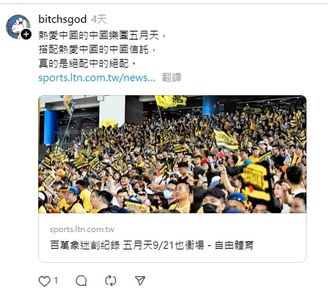 bitchsgod 4天
熱愛中國的中國樂團五月天，
搭配熱愛中國的中國信託，
真的是絕配中的絕配。
sports.ltn.com.tw/news... 翻譯
sports.ltn.com.tw
百萬象迷創紀錄 五月天9/21也衝場 - 自由體育
1